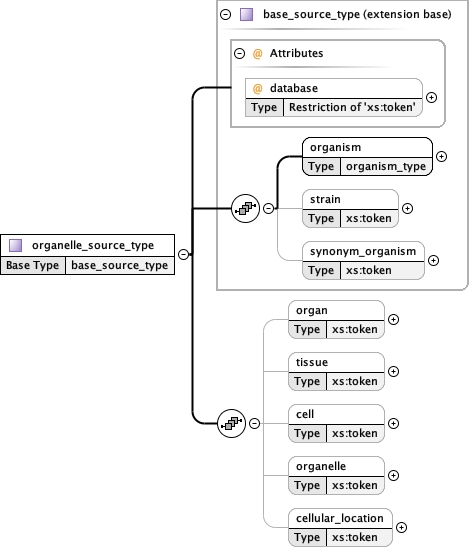 base_source_type (extension base)
@ Attributes
@ database
Type Restriction of 'xs:token'
organism
Type organism_type
strain
Type xs:token
synonym_organism
Type xs:token
organelle_source_type
Base Type base_source_type
organ
Type xs:token
tissue
Type xs:token
cell
Type xs:token
organelle
Type xs:token
cellular_location
Type xs:token